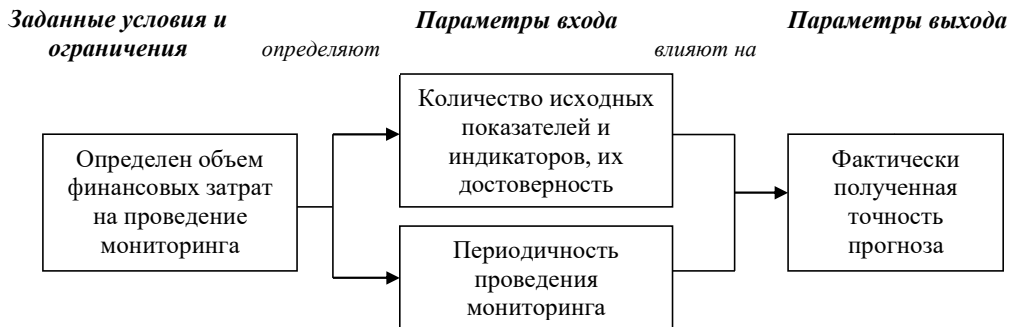 Заданные условия и
ограничения
определяют
Параметры входа
влияют на
Параметры выхода
Определен объем
финансовых затрат
на проведение
мониторинга
Количество исходных
показателей и
индикаторов, их
достоверность
Периодичность
проведения
мониторинга
Фактически
полученная
точность
прогноза